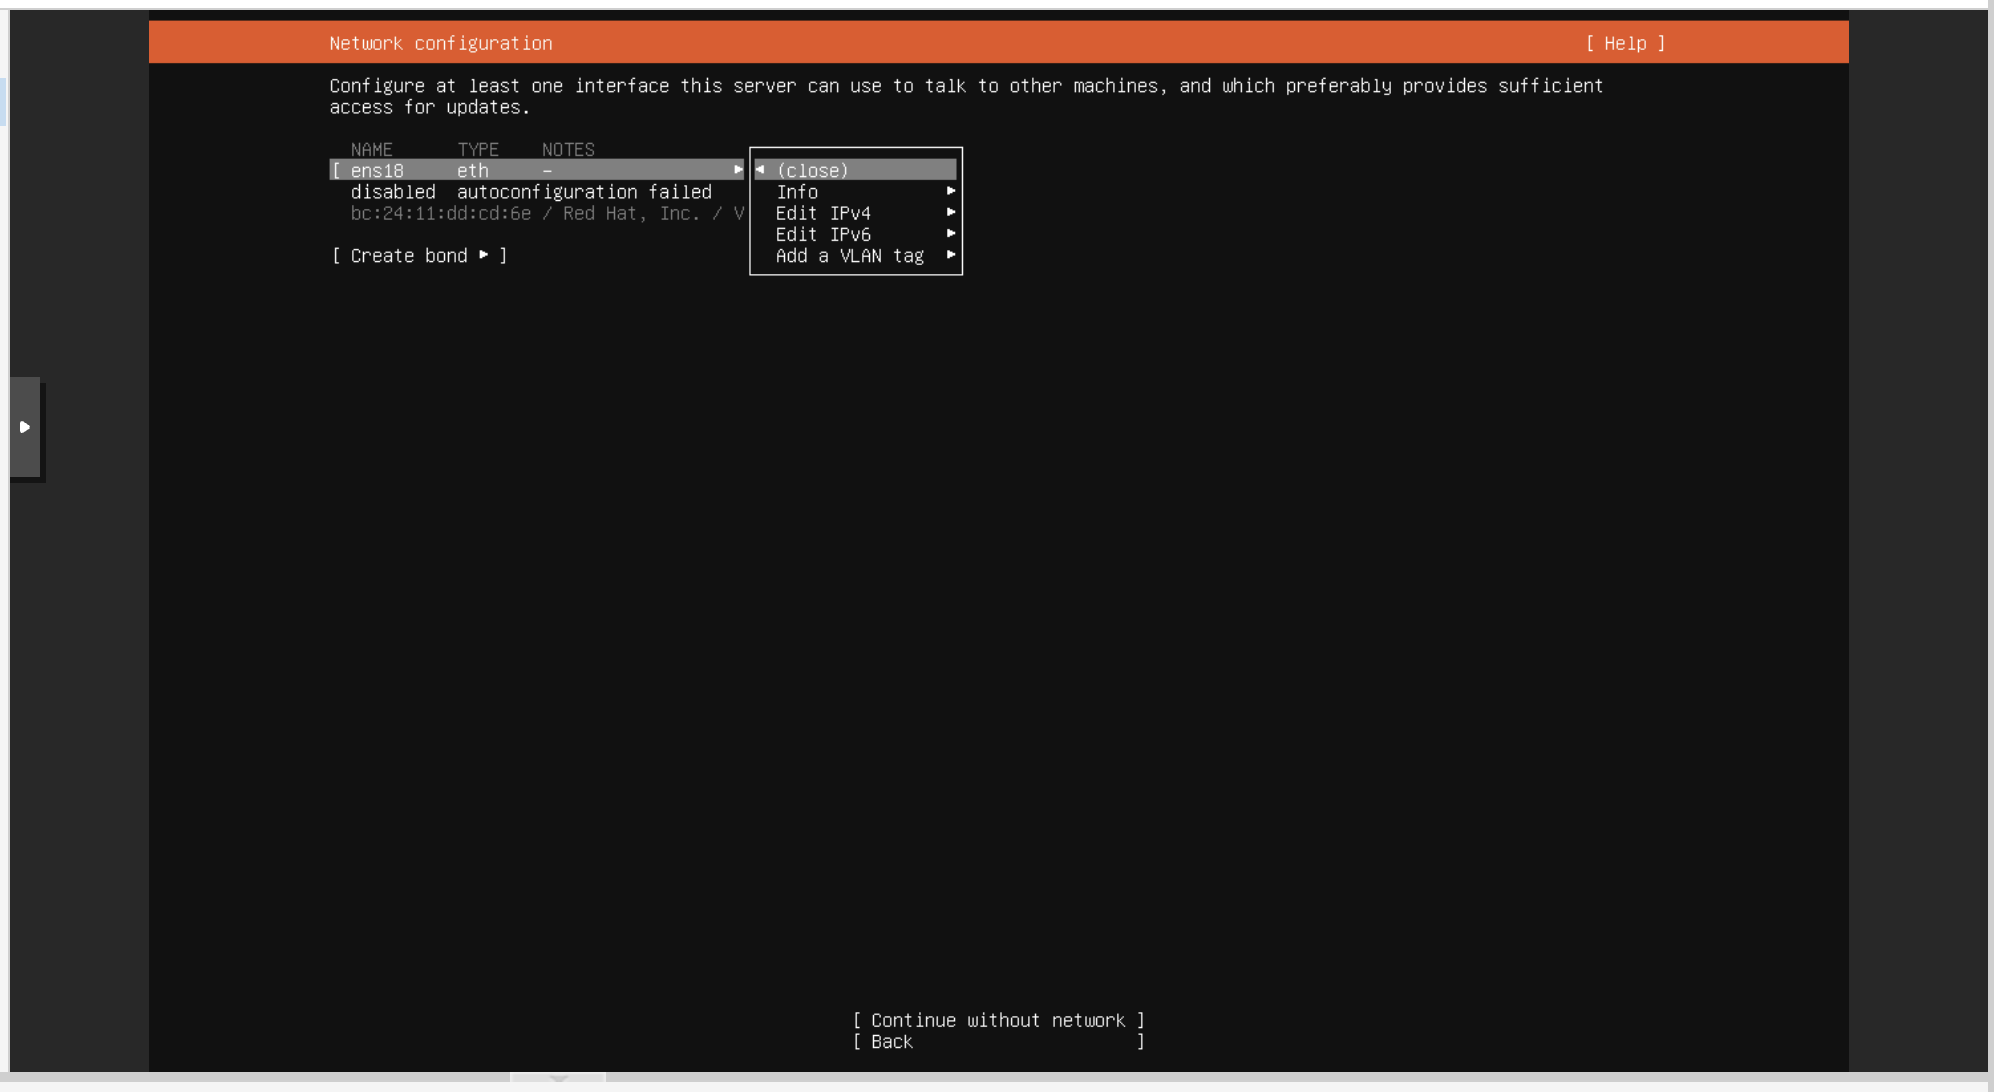 Network configuration [ Help ]
Configure at least one interface this server can use to talk to other machines, and which preferably provides sufficient
access for updates.
NAME TYPE NOTES
[ ens18 eth – ▸
disabled autoconfiguration failed
bc:24:11:dd:cd:6e / Red Hat, Inc. / V
[ Create bond ▸ ]
◂ (close)
Info ▸
Edit IPv4 ▸
Edit IPv6 ▸
Add a VLAN tag ▸
[ Continue without network ]
[ Back ]